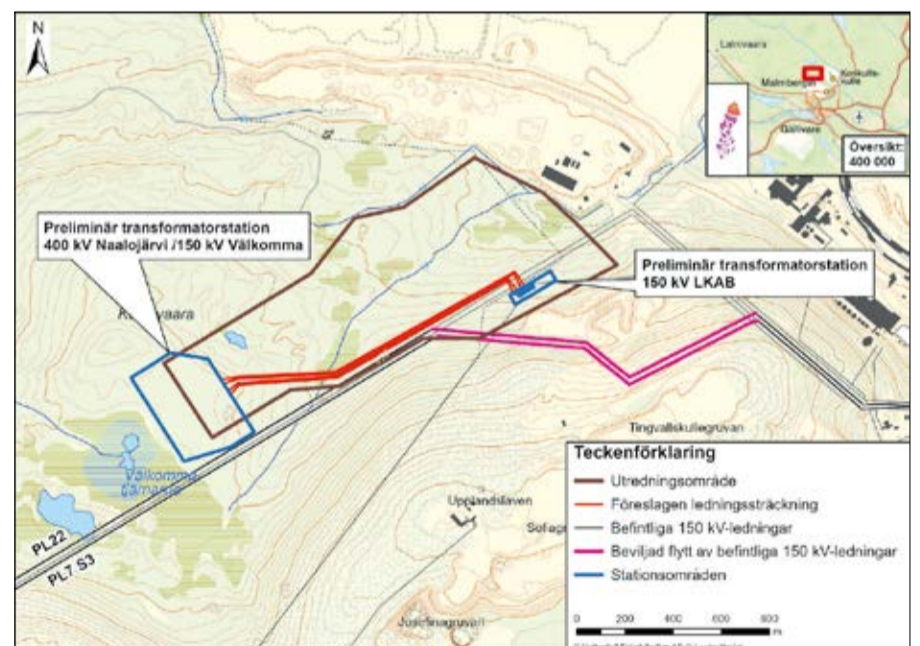 N
Malmberget
Gällivare
Översikt:
400 000
Preliminär transformatorstation
400 kV Naalojärvi /150 kV Välkomma
Preliminär transformatorstation
150 kV LKAB
Välkomma
PL22
PL7 S3
Tingvallskullegruvan
Upplandslaven
Josefinagruvan
Teckenförklaring
Utredningsområde
Föreslagen ledningssträckning
Befintliga 150 kV-ledningar
Beviljad flytt av befintliga 150 kV-ledningar
Stationsområden
0 200 400 600 800
m